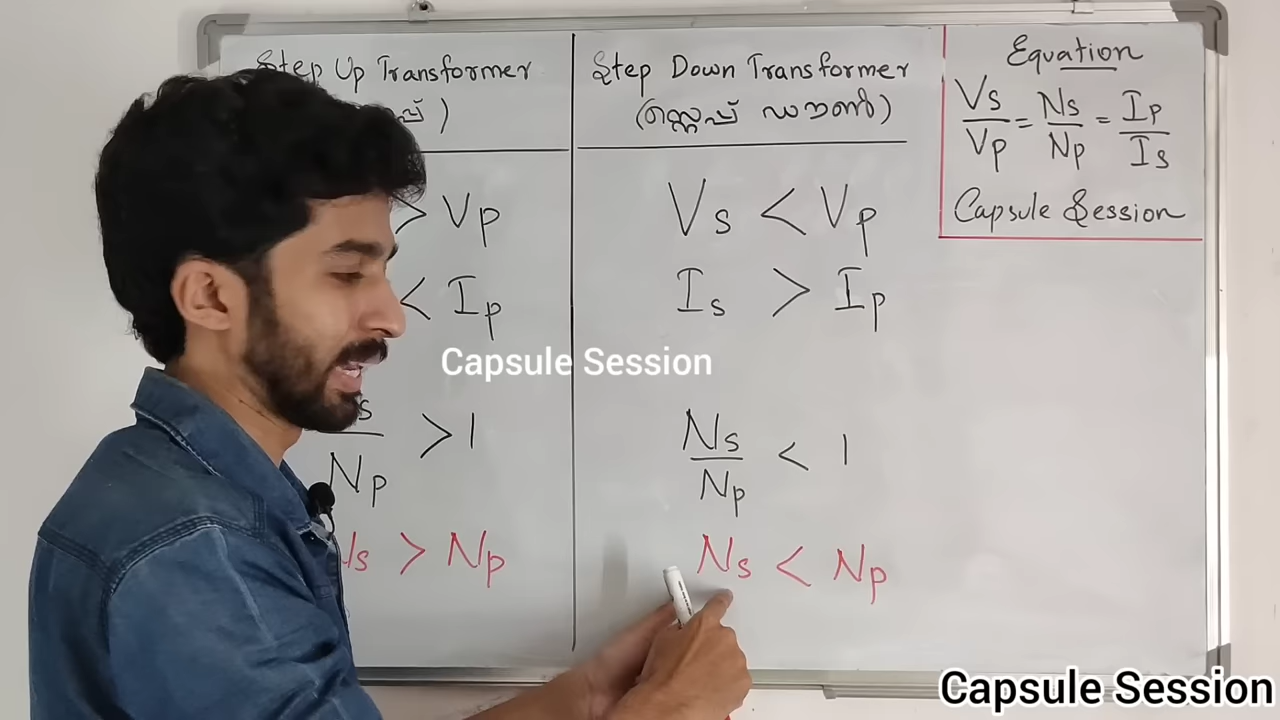 Step Up Transformer
പ്പ് )
> Vp
< Ip
s
Np
> 1
Ns > Np
Step Down Transformer
(സ്റ്റെപ്പ് ഡൗൺ)
Vs < Vp
Is > Ip
Ns
Np
< 1
Ns < Np
Equation
Vs/Vp = Ns/Np = Ip/Is
Capsule Session
Capsule Session
Capsule Session